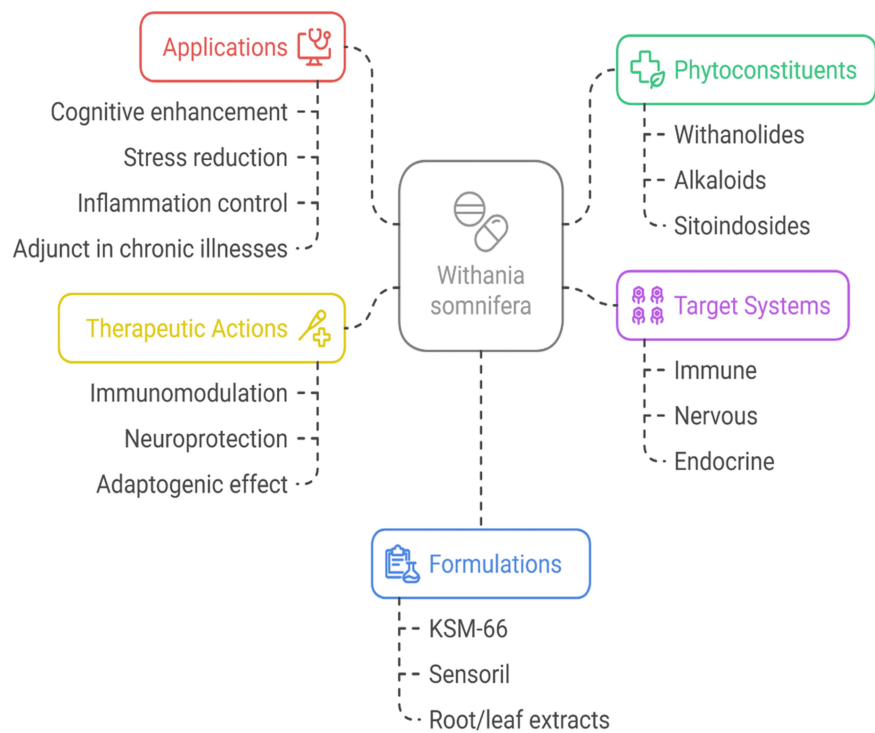 Applications
Cognitive enhancement
Stress reduction
Inflammation control
Adjunct in chronic illnesses
Therapeutic Actions
Immunomodulation
Neuroprotection
Adaptogenic effect
Withania
somnifera
Phytoconstituents
Withanolides
Alkaloids
Sitoindosides
Target Systems
Immune
Nervous
Endocrine
Formulations
KSM-66
Sensoril
Root/leaf extracts